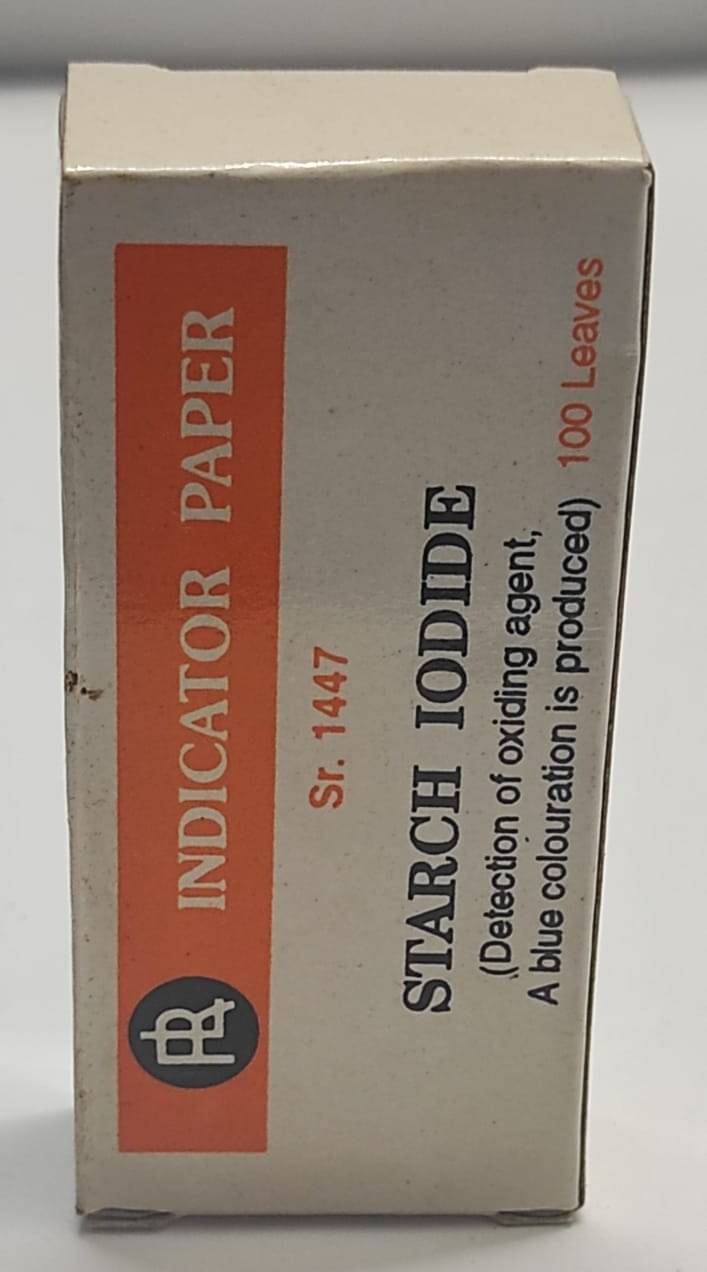 INDICATOR PAPER
Sr. 1447
STARCH IODIDE
(Detection of oxiding agent,
A blue colouration is produced) 100 Leaves